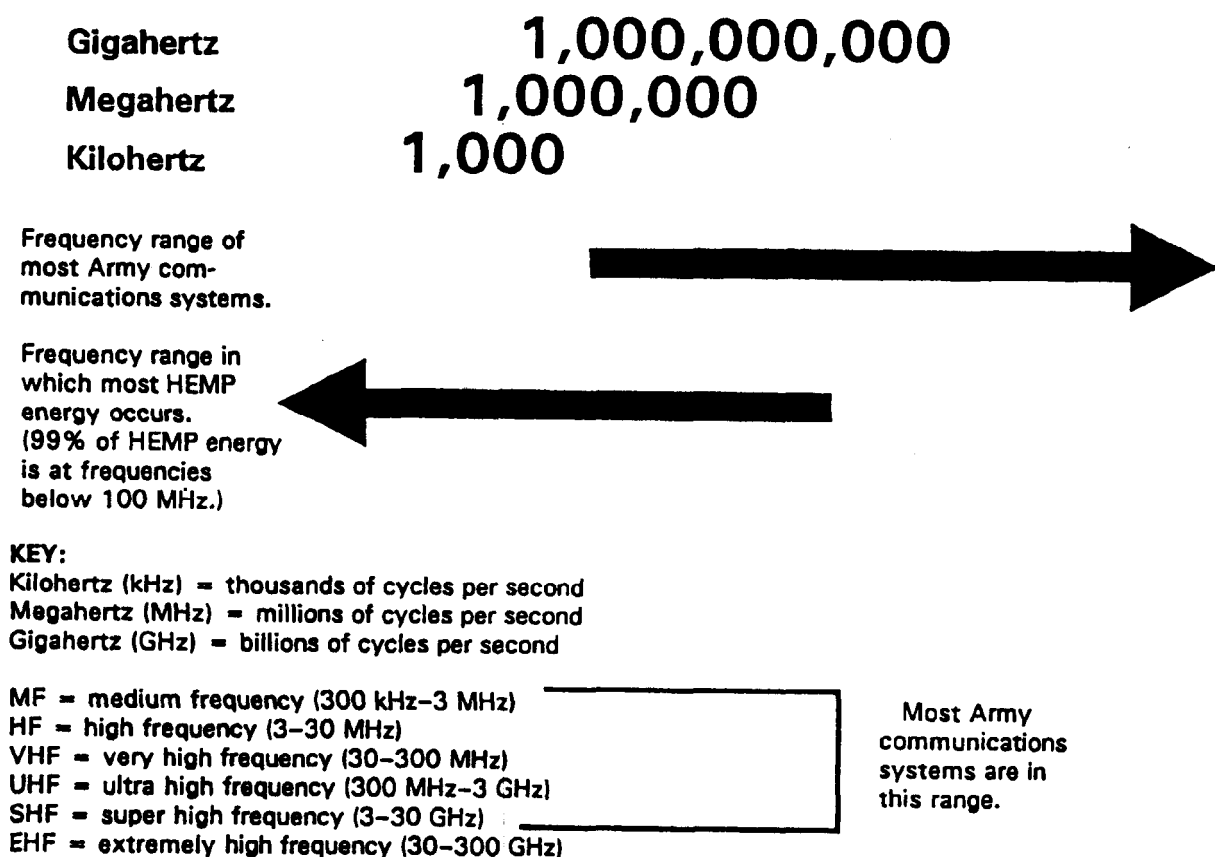 Gigahertz 1,000,000,000
Megahertz 1,000,000
Kilohertz 1,000
Frequency range of
most Army com-
munications systems.
Frequency range in
which most HEMP
energy occurs.
(99% of HEMP energy
is at frequencies
below 100 MHz.)
KEY:
Kilohertz (kHz) = thousands of cycles per second
Megahertz (MHz) = millions of cycles per second
Gigahertz (GHz) = billions of cycles per second
MF = medium frequency (300 kHz–3 MHz)
HF = high frequency (3–30 MHz)
VHF = very high frequency (30–300 MHz)
UHF = ultra high frequency (300 MHz–3 GHz)
SHF = super high frequency (3–30 GHz)
EHF = extremely high frequency (30–300 GHz)
Most Army
communications
systems are in
this range.